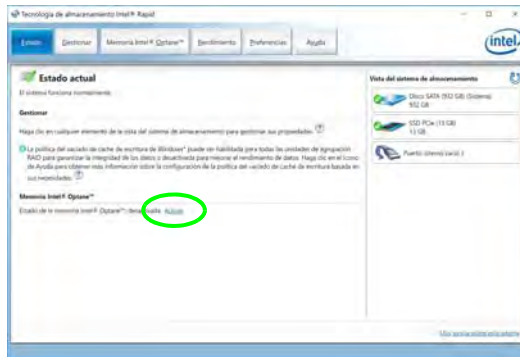 Tecnología de almacenamiento Intel® Rapid
Estado Gestionar Memoria Intel® Optane™ Rendimiento Preferencias Ayuda
intel
Estado actual
El sistema funciona normalmente.
Gestionar
Haga clic en cualquier elemento de la vista del sistema de almacenamiento para gestionar sus propiedades.
La política del vaciado de caché de escritura de Windows* puede ser habilitada para todas las unidades de agrupación
RAID para garantizar la integridad de los datos o desactivada para mejorar el rendimiento de datos. Haga clic en el icono
de Ayuda para obtener más información sobre la configuración de la política del vaciado de caché de escritura basada en
sus necesidades.
Memoria Intel® Optane™
Estado de la memoria Intel® Optane™: desactivada Activar
Vista del sistema de almacenamiento
Disco SATA (932 GB) (Sistema)
932 GB
SSD PCIe (13 GB)
13 GB
Puerto interno vacío